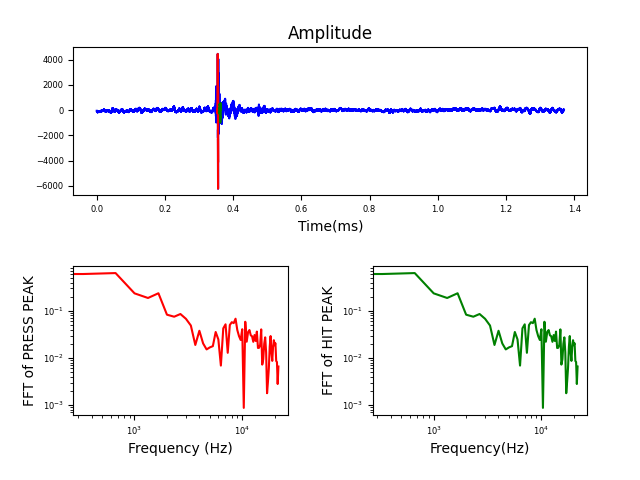 Amplitude
4000
2000
0
−2000
−4000
−6000
0.0 0.2 0.4 0.6 0.8 1.0 1.2 1.4
Time(ms)
FFT of PRESS PEAK
10⁻¹
10⁻²
10⁻³
10³ 10⁴
Frequency (Hz)
FFT of HIT PEAK
10⁻¹
10⁻²
10⁻³
10³ 10⁴
Frequency(Hz)